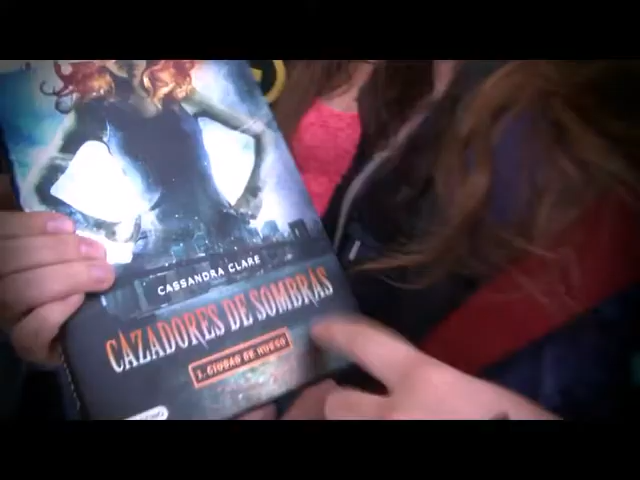 CASSANDRA CLARE
CAZADORES DE SOMBRAS
1. CIUDAD DE HUESO